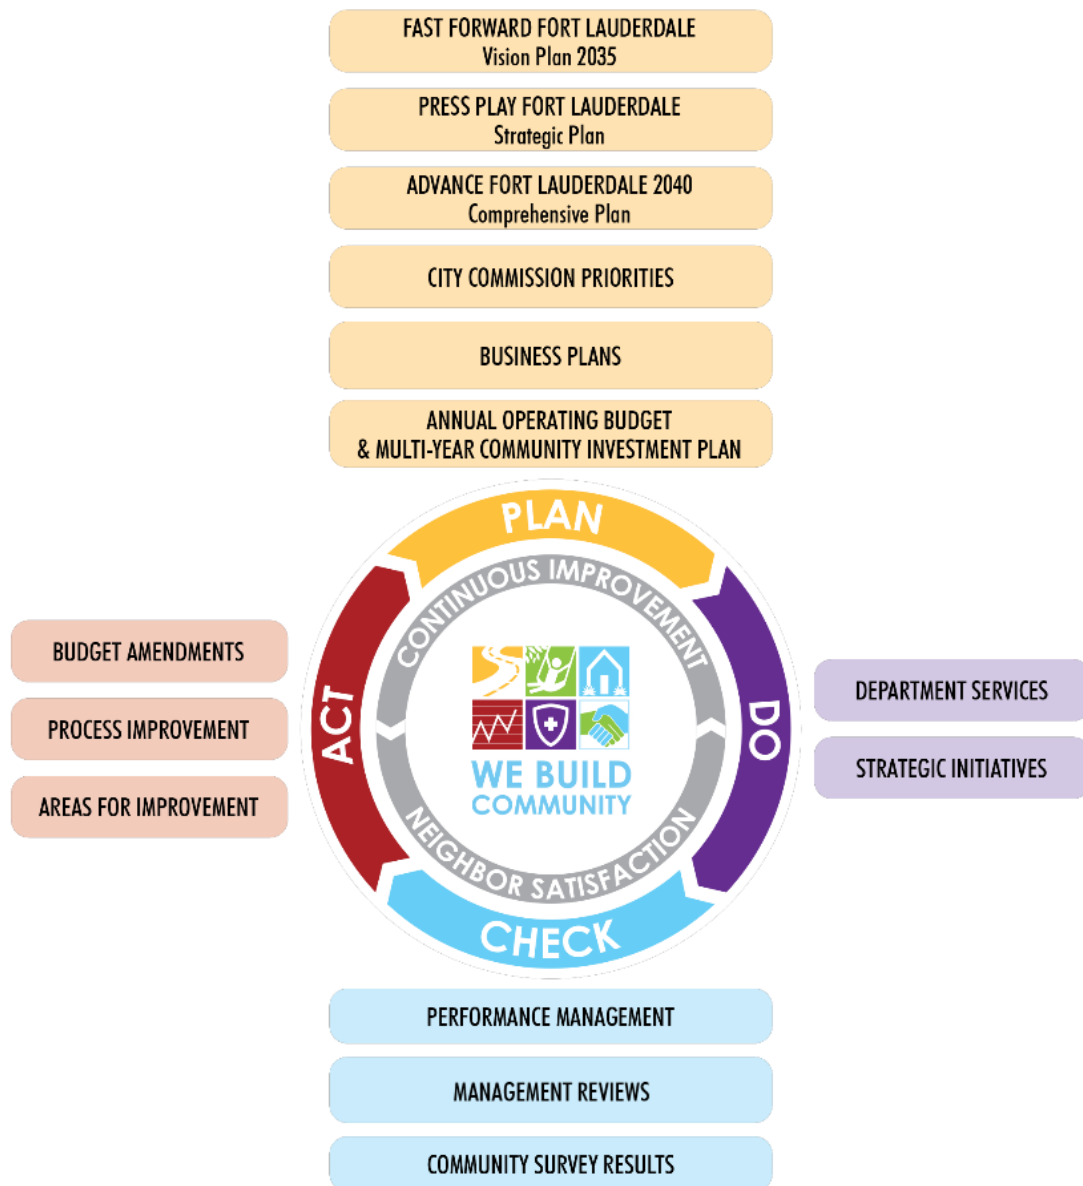 FAST FORWARD FORT LAUDERDALE
Vision Plan 2035
PRESS PLAY FORT LAUDERDALE
Strategic Plan
ADVANCE FORT LAUDERDALE 2040
Comprehensive Plan
CITY COMMISSION PRIORITIES
BUSINESS PLANS
ANNUAL OPERATING BUDGET
& MULTI-YEAR COMMUNITY INVESTMENT PLAN
PLAN
CONTINUOUS IMPROVEMENT
BUDGET AMENDMENTS
PROCESS IMPROVEMENT
AREAS FOR IMPROVEMENT
ACT
WE BUILD
COMMUNITY
DO
DEPARTMENT SERVICES
STRATEGIC INITIATIVES
NEIGHBOR SATISFACTION
CHECK
PERFORMANCE MANAGEMENT
MANAGEMENT REVIEWS
COMMUNITY SURVEY RESULTS